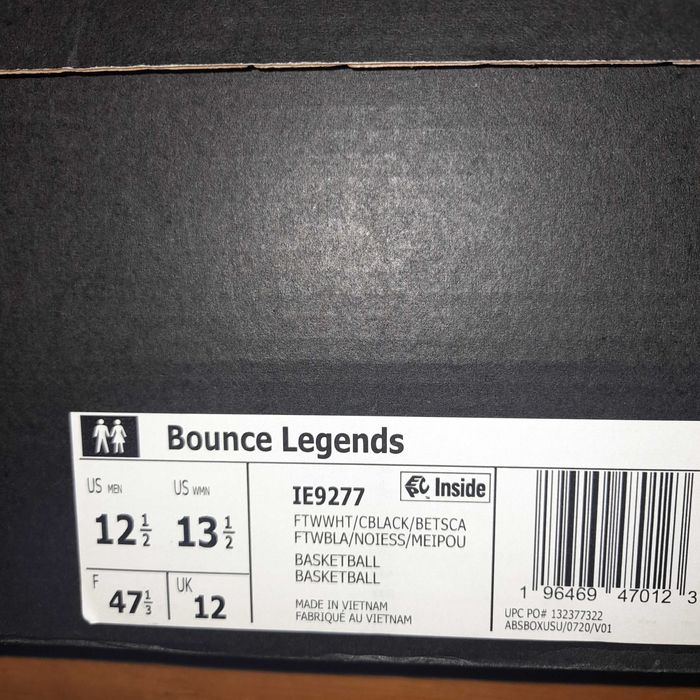 Bounce Legends
US MEN
12 1/2
US WMN
13 1/2
F
47 1/3
UK
12
IE9277
Inside
FTWWHT/CBLACK/BETSCA
FTWBLA/NOIESS/MEIPOU
BASKETBALL
BASKETBALL
MADE IN VIETNAM
FABRIQUÉ AU VIETNAM
1 96469 47012 3
UPC PO# 132377322
ABSBOXUSU/0720/V01